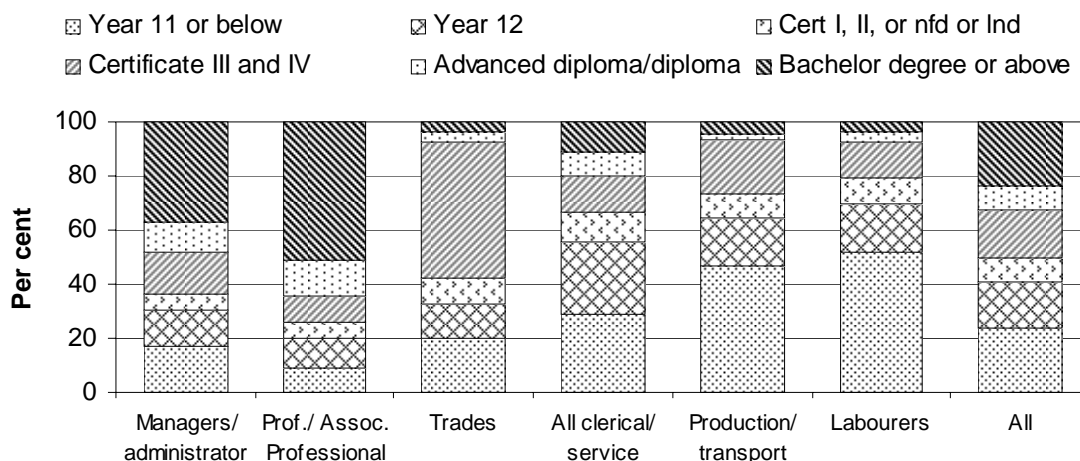 Year 11 or below Year 12 Cert I, II, or nfd or lnd
Certificate III and IV Advanced diploma/diploma Bachelor degree or above
100
80
60
40
20
0
Per cent
Managers/ Prof./ Assoc. Trades All clerical/ Production/ Labourers All
administrator Professional service transport